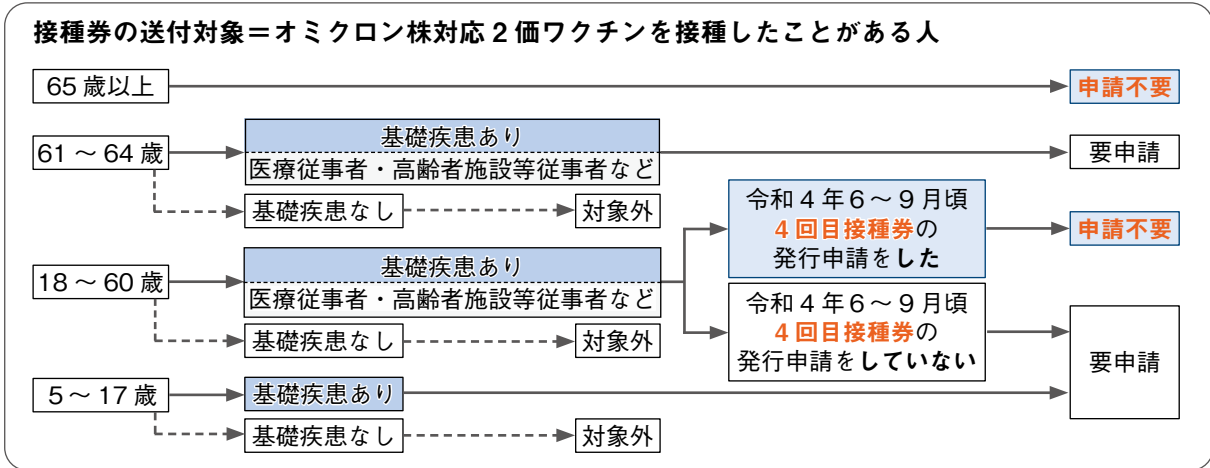 接種券の送付対象＝オミクロン株対応２価ワクチンを接種したことがある人
65歳以上
申請不要
61～64歳
基礎疾患あり
医療従事者・高齢者施設等従事者など
要申請
基礎疾患なし
対象外
18～60歳
基礎疾患あり
医療従事者・高齢者施設等従事者など
令和４年６～９月頃
４回目接種券の
発行申請をした
申請不要
令和４年６～９月頃
４回目接種券の
発行申請をしていない
要申請
基礎疾患なし
対象外
5～17歳
基礎疾患あり
基礎疾患なし
対象外